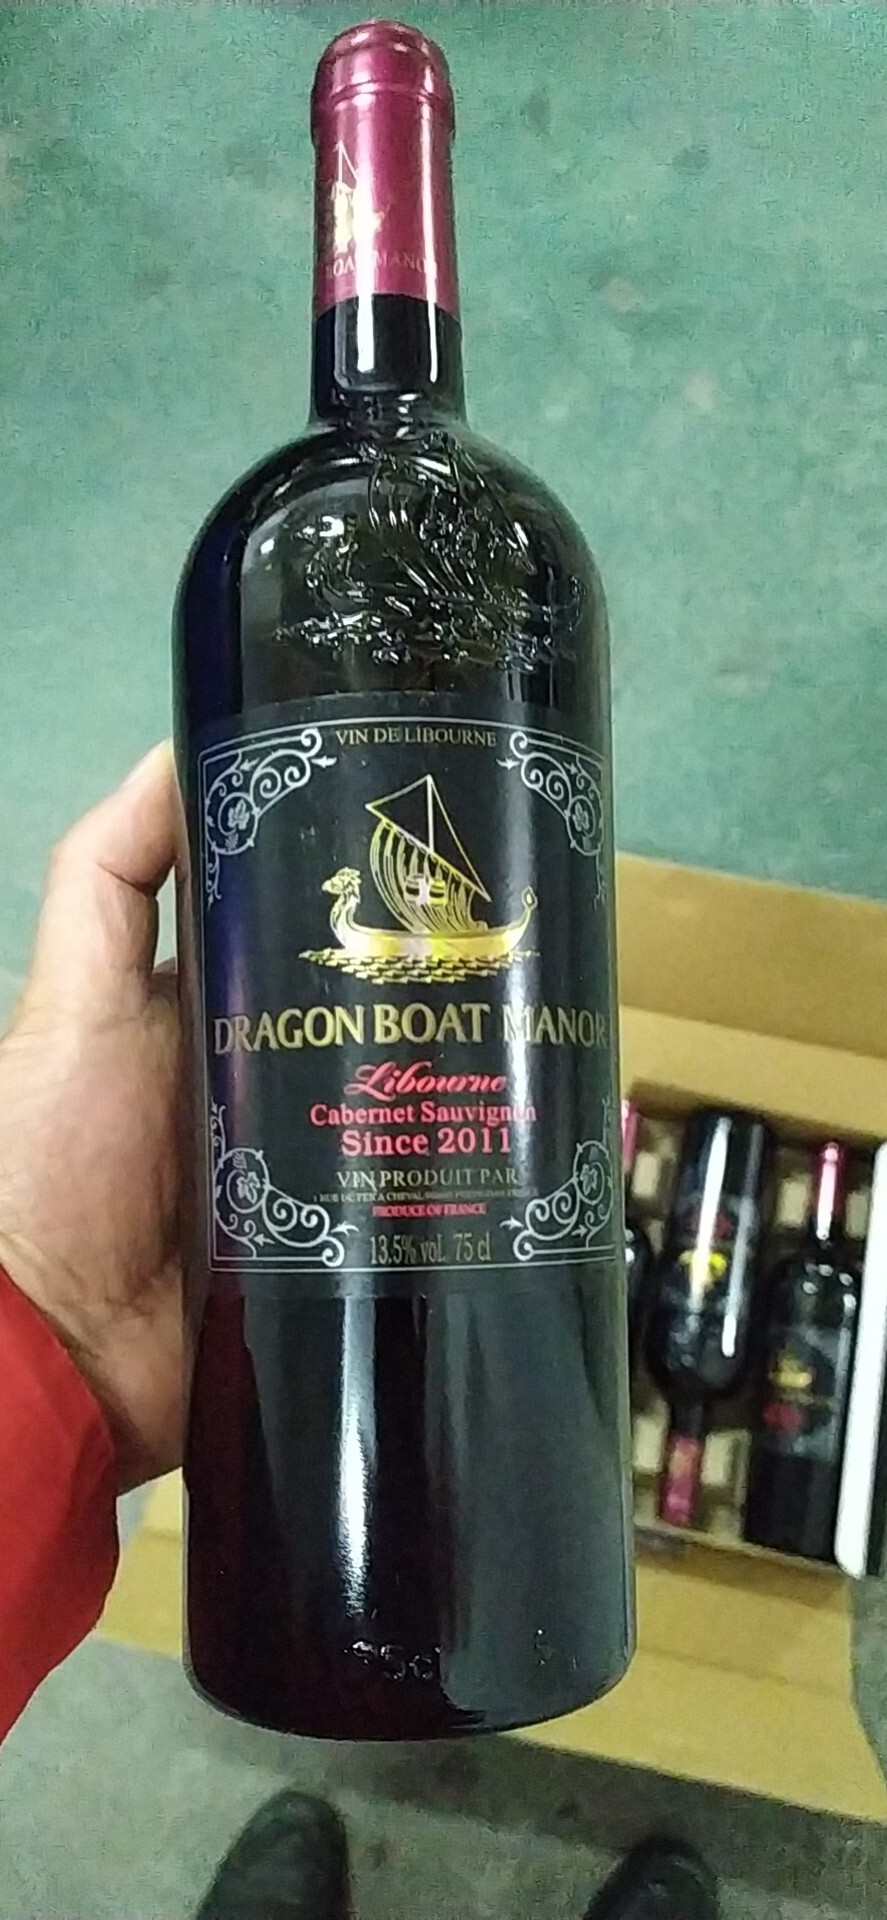 VIN DE LIBOURNE
DRAGON BOAT MANOR
Libourne
Cabernet Sauvignon
Since 2011
VIN PRODUIT PAR
PRODUCE OF FRANCE
13.5% vol. 75 cl